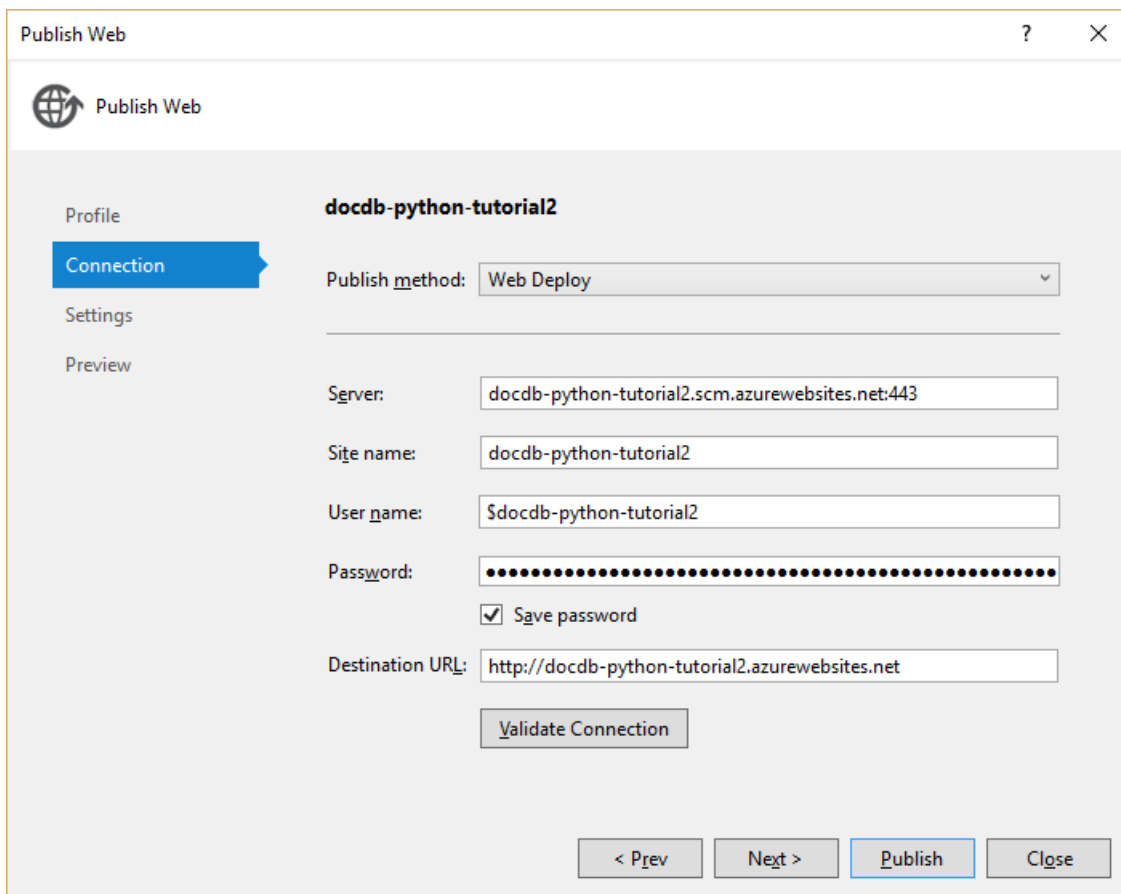 Publish Web
?
Publish Web
Profile
Connection
Settings
Preview
docdb-python-tutorial2
Publish method: Web Deploy
Server: docdb-python-tutorial2.scm.azurewebsites.net:443
Site name: docdb-python-tutorial2
User name: $docdb-python-tutorial2
Password: ●●●●●●●●●●●●●●●●●●●●●●●●●●●●●●●●●●●●●●●●●●●●●●●●●●●
Save password
Destination URL: http://docdb-python-tutorial2.azurewebsites.net
Validate Connection
< Prev Next > Publish Close